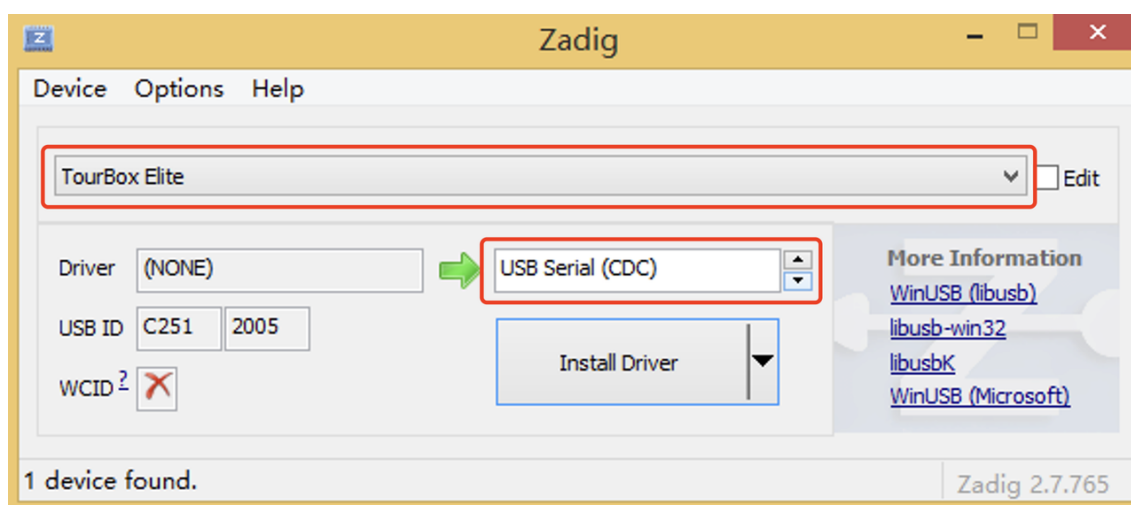 Z
Zadig
Device Options Help
TourBox Elite
Edit
Driver (NONE) USB Serial (CDC)
USB ID C251 2005
WCID ?
Install Driver
More Information
WinUSB (libusb)
libusb-win32
libusbK
WinUSB (Microsoft)
1 device found.
Zadig 2.7.765